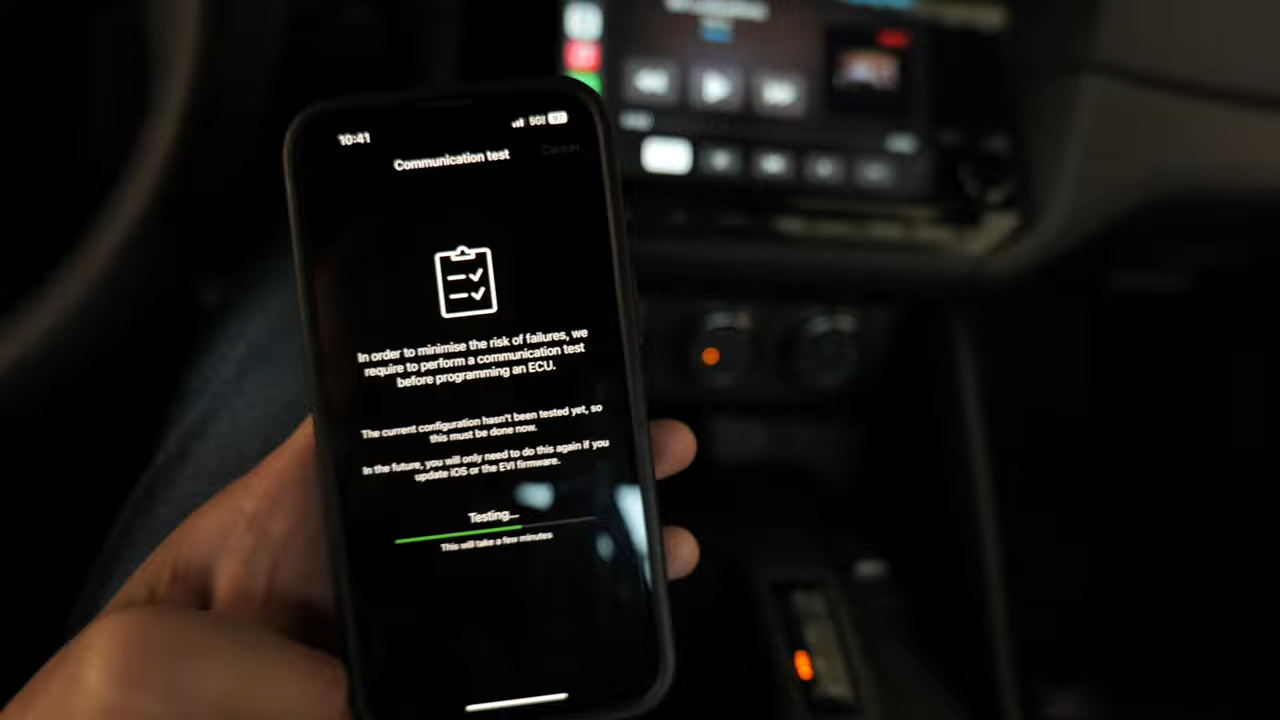 10:41
Communication test
Cancel
In order to minimise the risk of failures, we
require to perform a communication test
before programming an ECU.
The current configuration hasn't been tested yet, so
this must be done now.
In the future, you will only need to do this again if you
update iOS or the EVI firmware.
Testing...
This will take a few minutes